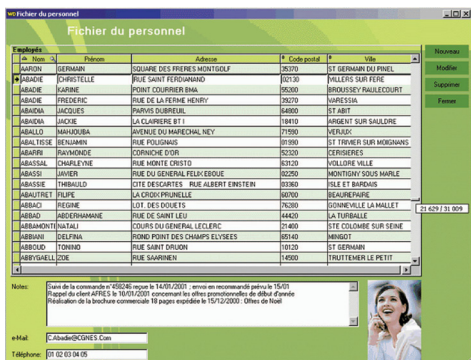 WD Fichier du personnel
Fichier du personnel
Employés
Nom Prénom Adresse Code postal Ville
AARON GERMAIN SQUARE DES FRERES MONTGOLF 35370 ST GERMAIN DU PINEL
ABADIE CHRISTELLE RUE SAINT FERDIANAND 02130 VILLERS SUR FERE
ABADIE KARINE POINT COURRIER BMA 55200 BROUSSEY PAULECOURT
ABADIE FREDERIC RUE DE LA FERME HENRY 39270 VARESSIA
ABADIA JACQUES PARVIS DUBREUIL 64800 ST ABIT
ABADIA JACKIE LA CLAIRIERE BT I 18410 ARGENT SUR SAULDRE
ABALLO MAHJOUBA AVENUE DU MARECHAL NEY 71590 VERJUX
ABALTISSE BENJAMIN RUE POLIGNAIS 01990 ST TRIVIER SUR MOIGNANS
ABARRI RAYMONDE CORNICHE D'OR 52320 CERISIERES
ABASSAL CHARLEYNE RUE MONTE CRISTO 63120 VOLLORE VILLE
ABASSI JAVIER RUE DU GENERAL FELIX EBOUE 02250 MONTIGNY SOUS MARLE
ABASSIE THIBAULD CITE DESCARTES RUE ALBERT EINSTEIN 03360 ISLE ET BARDAIS
ABAUTRET FILIPE LA CROIX PRUNELLE 60700 BEAUREPAIRE
ABBACI REGINE LOT. DES DOUETS 76280 GONNEVILLE LA MALLET
ABBAD ABDERHAMANE RUE DE SAINT LEU 44420 LA TURBALLE
ABBAMONTI NATALI COURS DU GENERAL LECLERC 21400 STE COLOMBE SUR SEINE
ABBIANI DELFINA ROND POINT DES CHAMPS ELYSEES 65140 MINGOT
ABBOUD TONINO RUE SAINT DRUON 10120 ST GERMAIN
ABBYGAELL ZOE RUE SAARINEN 14500 TRUTTEMER LE PETIT
Nouveau
Modifier
Supprimer
Fermer
21 629 / 31 009
Notes: Suivi de la commande n°458246 reçue le 14/01/2001 ; envoi en recommandé prévu le 15/01
Rappel du client AFRES le 10/01/2001 concernant les offres promotionnelles de début d'année
Réalisation de la brochure commerciale 18 pages expédiée le 15/12/2000 : Offres de Noël
e-Mail: C.Abadie@CGNES.Com
Téléphone: 01 02 03 04 05